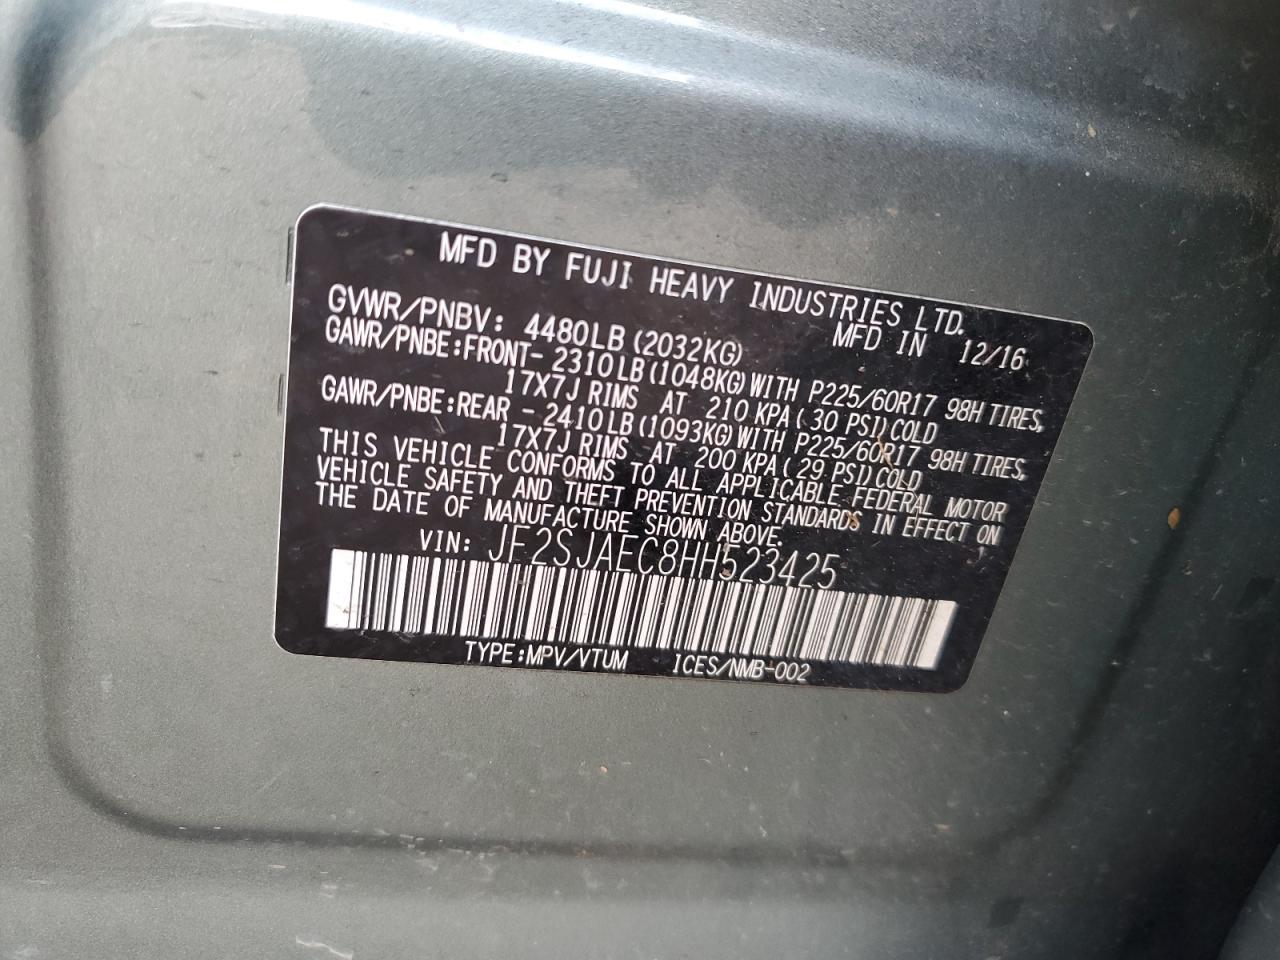 MFD BY FUJI HEAVY INDUSTRIES LTD.
GVWR/PNBV: 4480LB (2032KG) MFD IN 12/16
GAWR/PNBE:FRONT- 2310LB(1048KG)WITH P225/60R17 98H TIRES,
17X7J RIMS AT 210 KPA( 30 PSI)COLD
GAWR/PNBE:REAR - 2410LB(1093KG)WITH P225/60R17 98H TIRES,
17X7J RIMS AT 200 KPA( 29 PSI)COLD
THIS VEHICLE CONFORMS TO ALL APPLICABLE FEDERAL MOTOR
VEHICLE SAFETY AND THEFT PREVENTION STANDARDS IN EFFECT ON
THE DATE OF MANUFACTURE SHOWN ABOVE.
VIN: JF2SJAEC8HH523425
TYPE:MPV/VTUM ICES/NMB-002